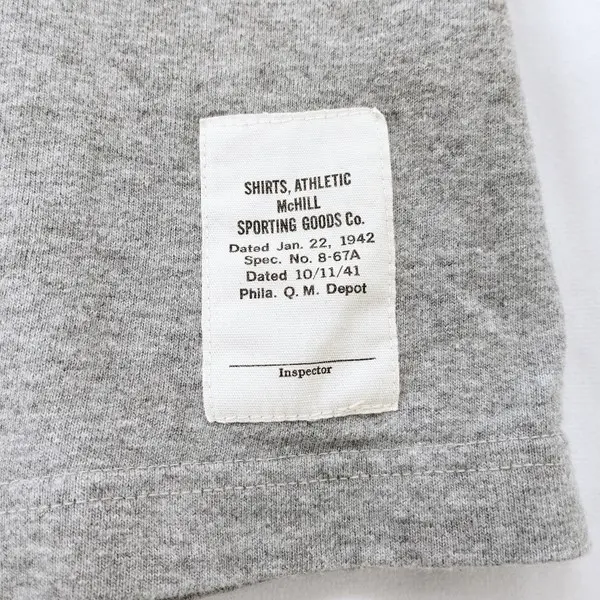 SHIRTS, ATHLETIC
McHILL
SPORTING GOODS Co.
Dated Jan. 22, 1942
Spec. No. 8-67A
Dated 10/11/41
Phila. Q. M. Depot
Inspector